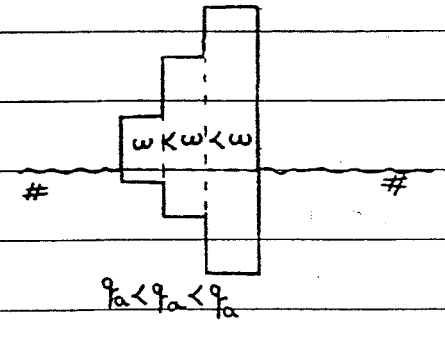 ω < ω < ω
# #
qa < qa < qa